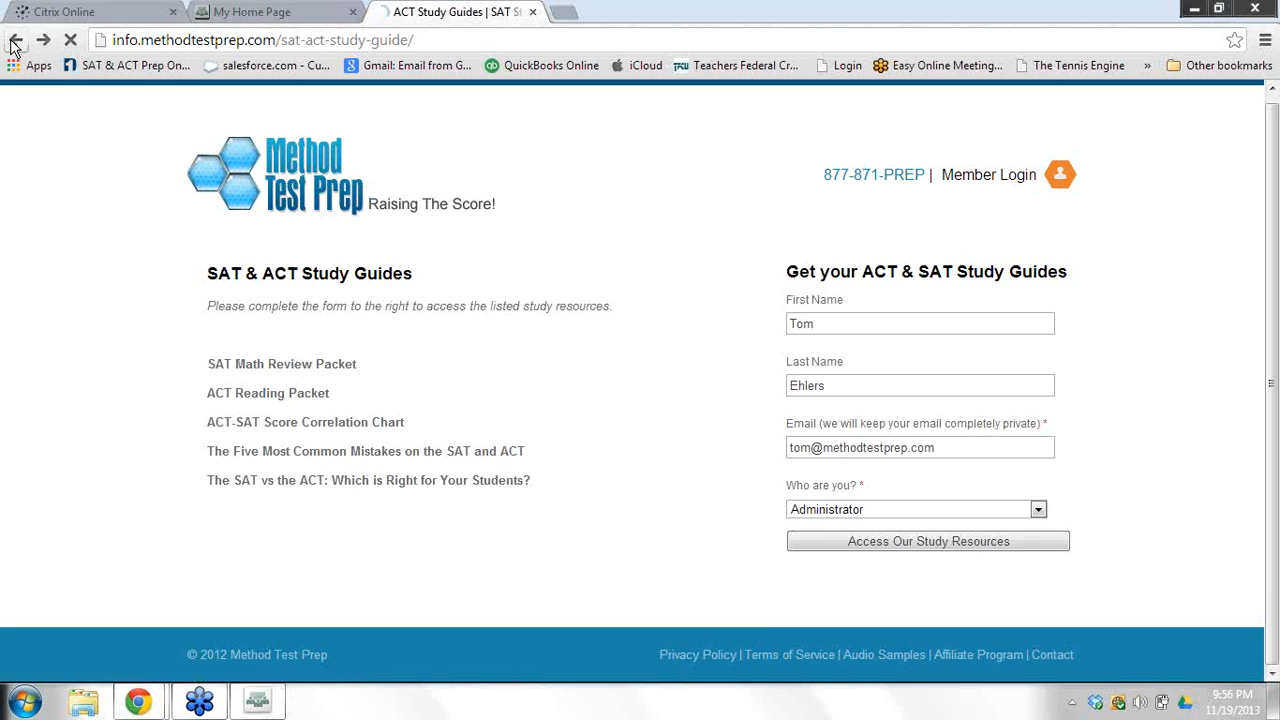 Citrix Online
My Home Page
ACT Study Guides | SAT S
info.methodtestprep.com/sat-act-study-guide/
Apps
SAT & ACT Prep On...
salesforce.com - Cu...
Gmail: Email from G...
QuickBooks Online
iCloud
Teachers Federal Cr...
Login
Easy Online Meeting...
The Tennis Engine
»
Other bookmarks
Method
Test Prep
Raising The Score!
877-871-PREP | Member Login
SAT & ACT Study Guides
Please complete the form to the right to access the listed study resources.
SAT Math Review Packet
ACT Reading Packet
ACT-SAT Score Correlation Chart
The Five Most Common Mistakes on the SAT and ACT
The SAT vs the ACT: Which is Right for Your Students?
Get your ACT & SAT Study Guides
First Name
Tom
Last Name
Ehlers
Email (we will keep your email completely private) *
tom@methodtestprep.com
Who are you? *
Administrator
Access Our Study Resources
© 2012 Method Test Prep
Privacy Policy | Terms of Service | Audio Samples | Affiliate Program | Contact
9:56 PM
11/19/2013